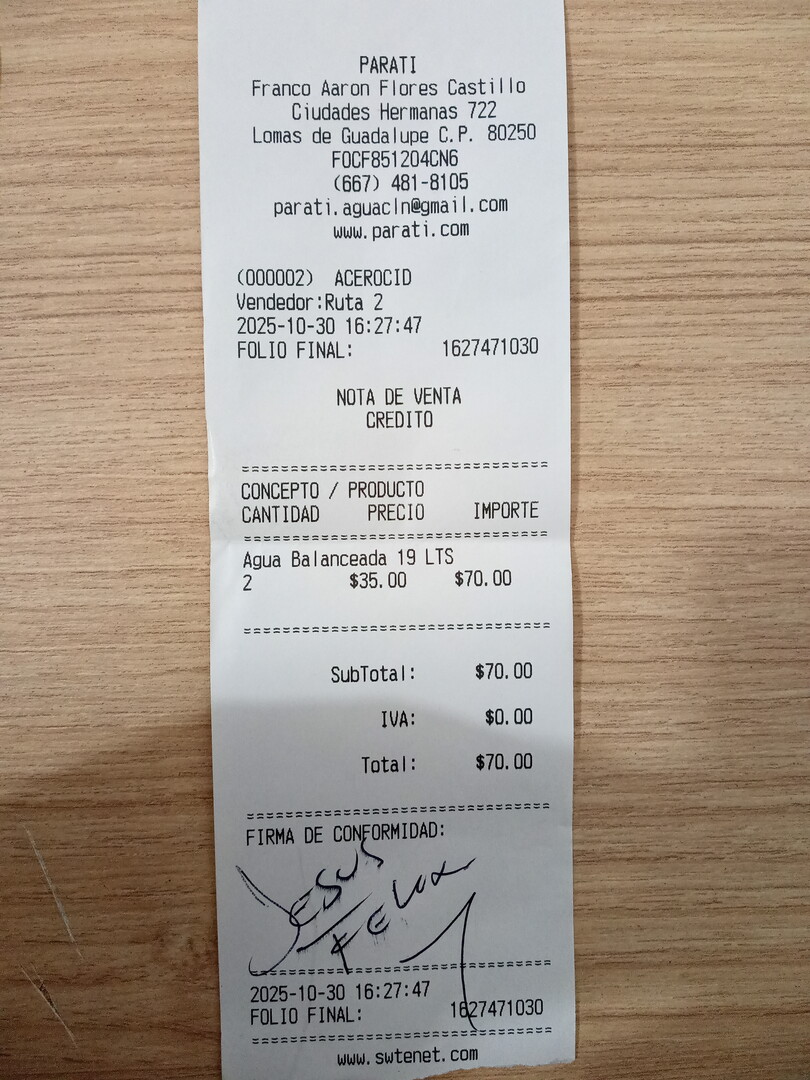 PARATI
Franco Aaron Flores Castillo
Ciudades Hermanas 722
Lomas de Guadalupe C.P. 80250
FOCF851204CN6
(667) 481-8105
parati.aguacln@gmail.com
www.parati.com
(000002) ACEROCID
Vendedor:Ruta 2
2025-10-30 16:27:47
FOLIO FINAL: 1627471030
NOTA DE VENTA
CREDITO
CONCEPTO / PRODUCTO
CANTIDAD PRECIO IMPORTE
Agua Balanceada 19 LTS
2 $35.00 $70.00
SubTotal: $70.00
IVA: $0.00
Total: $70.00
FIRMA DE CONFORMIDAD:
JESUS
FELIX
2025-10-30 16:27:47
FOLIO FINAL: 1627471030
www.swtenet.com